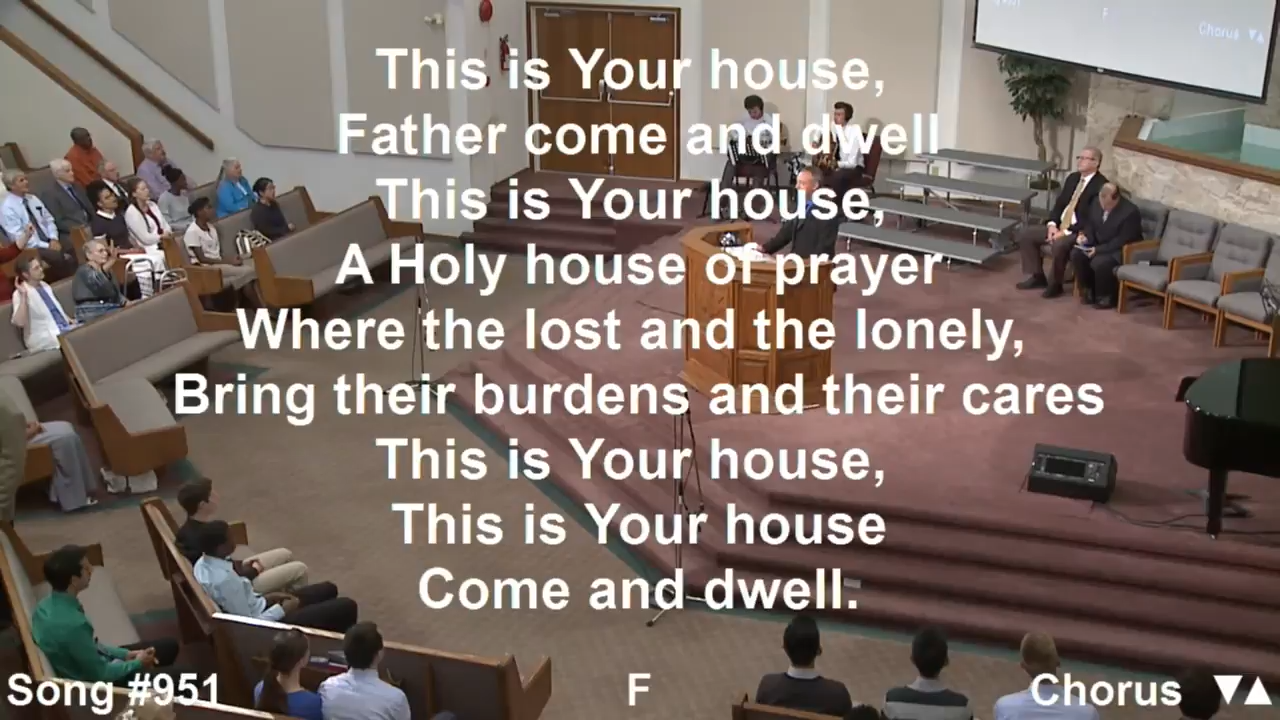 This is Your house,
Father come and dwell
This is Your house,
A Holy house of prayer
Where the lost and the lonely,
Bring their burdens and their cares
This is Your house,
This is Your house
Come and dwell.
Song #951
F
Chorus ▼▲
F
Chorus ▼▲